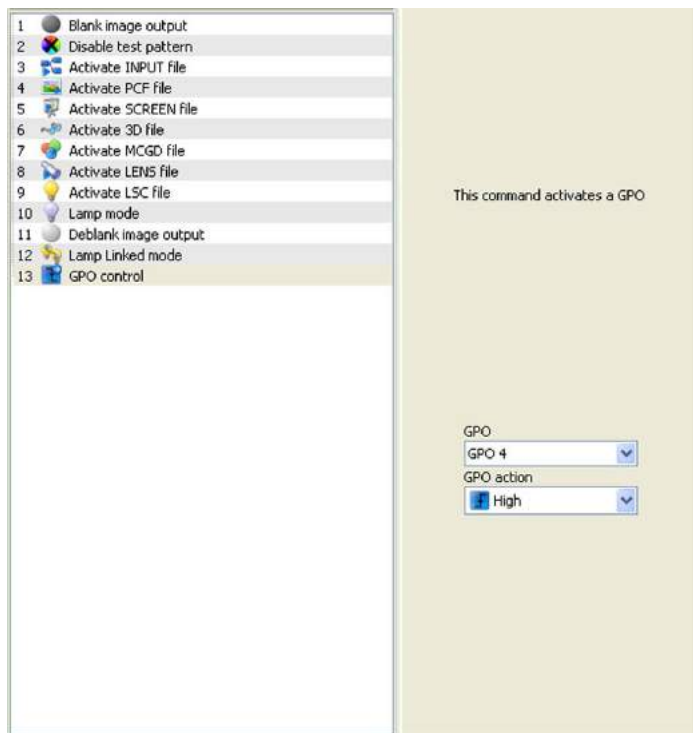 1 Blank image output
2 Disable test pattern
3 Activate INPUT file
4 Activate PCF file
5 Activate SCREEN file
6 Activate 3D file
7 Activate MCGD file
8 Activate LENS file
9 Activate LSC file
10 Lamp mode
11 Deblank image output
12 Lamp Linked mode
13 GPO control
This command activates a GPO
GPO
GPO 4
GPO action
High